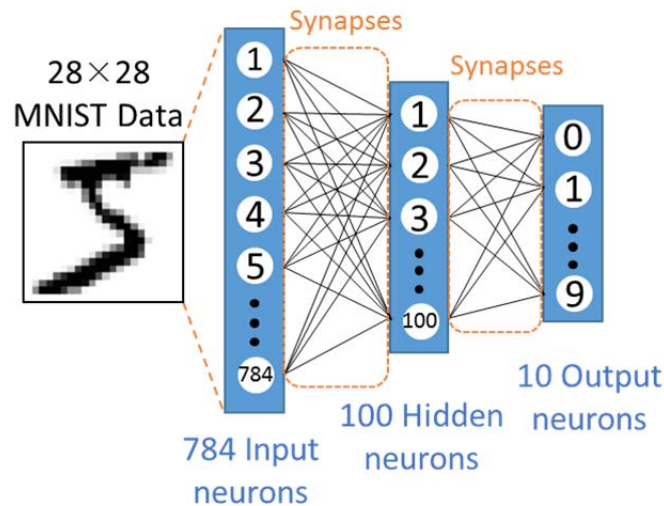 Synapses
28×28
MNIST Data
1
2
3
4
5
784
784 Input
neurons
1
2
3
100
100 Hidden
neurons
Synapses
0
1
9
10 Output
neurons